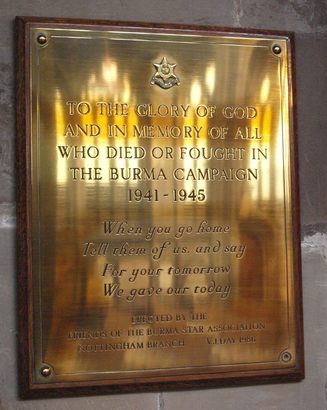 TO THE GLORY OF GOD
AND IN MEMORY OF ALL
WHO DIED OR FOUGHT IN
THE BURMA CAMPAIGN
1941 - 1945
When you go home
Tell them of us, and say
For your tomorrow
We gave our today
ERECTED BY THE
FRIENDS OF THE BURMA STAR ASSOCIATION
NOTTINGHAM BRANCH V.J.DAY 1986